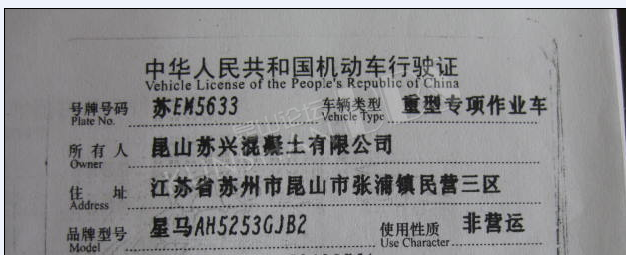 中华人民共和国机动车行驶证
Vehicle License of the People's Republic of China
号牌号码 苏EM5633 车辆类型 重型专项作业车
Plate No. Vehicle Type
所有人 昆山苏兴混凝土有限公司
Owner
住址 江苏省苏州市昆山市张浦镇民营三区
Address
品牌型号 星马AH5253GJB2 使用性质 非营运
Model Use Character